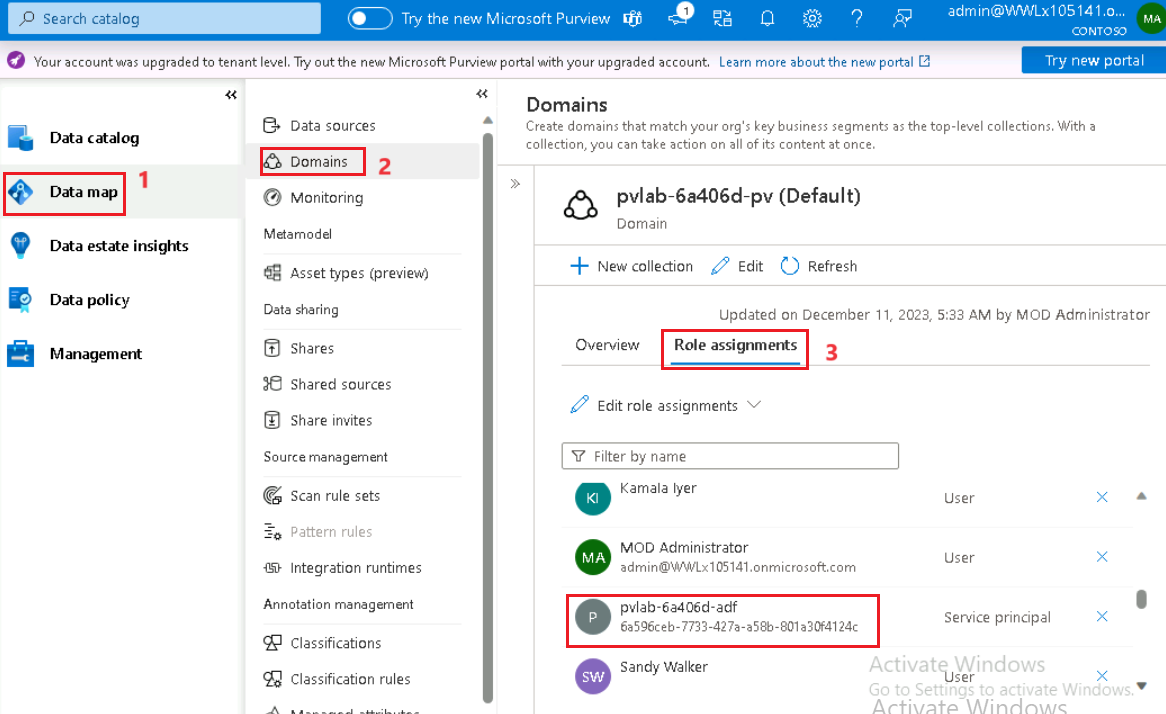 Search catalog
Try the new Microsoft Purview
1
admin@WWLx105141.o...
CONTOSO
MA
Your account was upgraded to tenant level. Try out the new Microsoft Purview portal with your upgraded account. Learn more about the new portal
Try new portal
Data catalog
Data map
1
Data estate insights
Data policy
Management
Data sources
Domains
2
Monitoring
Metamodel
Asset types (preview)
Data sharing
Shares
Shared sources
Share invites
Source management
Scan rule sets
Pattern rules
Integration runtimes
Annotation management
Classifications
Classification rules
Managed attributes
Domains
Create domains that match your org's key business segments as the top-level collections. With a
collection, you can take action on all of its content at once.
pvlab-6a406d-pv (Default)
Domain
New collection
Edit
Refresh
Updated on December 11, 2023, 5:33 AM by MOD Administrator
Overview
Role assignments
3
Edit role assignments
Filter by name
KI
Kamala Iyer
User
MA
MOD Administrator
admin@WWLx105141.onmicrosoft.com
User
P
pvlab-6a406d-adf
6a596ceb-7733-427a-a58b-801a30f4124c
Service principal
SW
Sandy Walker
User
Activate Windows
Go to Settings to activate Windows.
Activate Windows